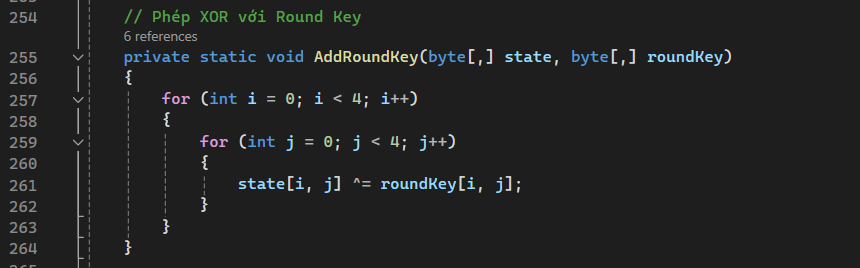 254 // Phép XOR với Round Key
6 references
255 private static void AddRoundKey(byte[,] state, byte[,] roundKey)
256 {
257 for (int i = 0; i < 4; i++)
258 {
259 for (int j = 0; j < 4; j++)
260 {
261 state[i, j] ^= roundKey[i, j];
262 }
263 }
264 }